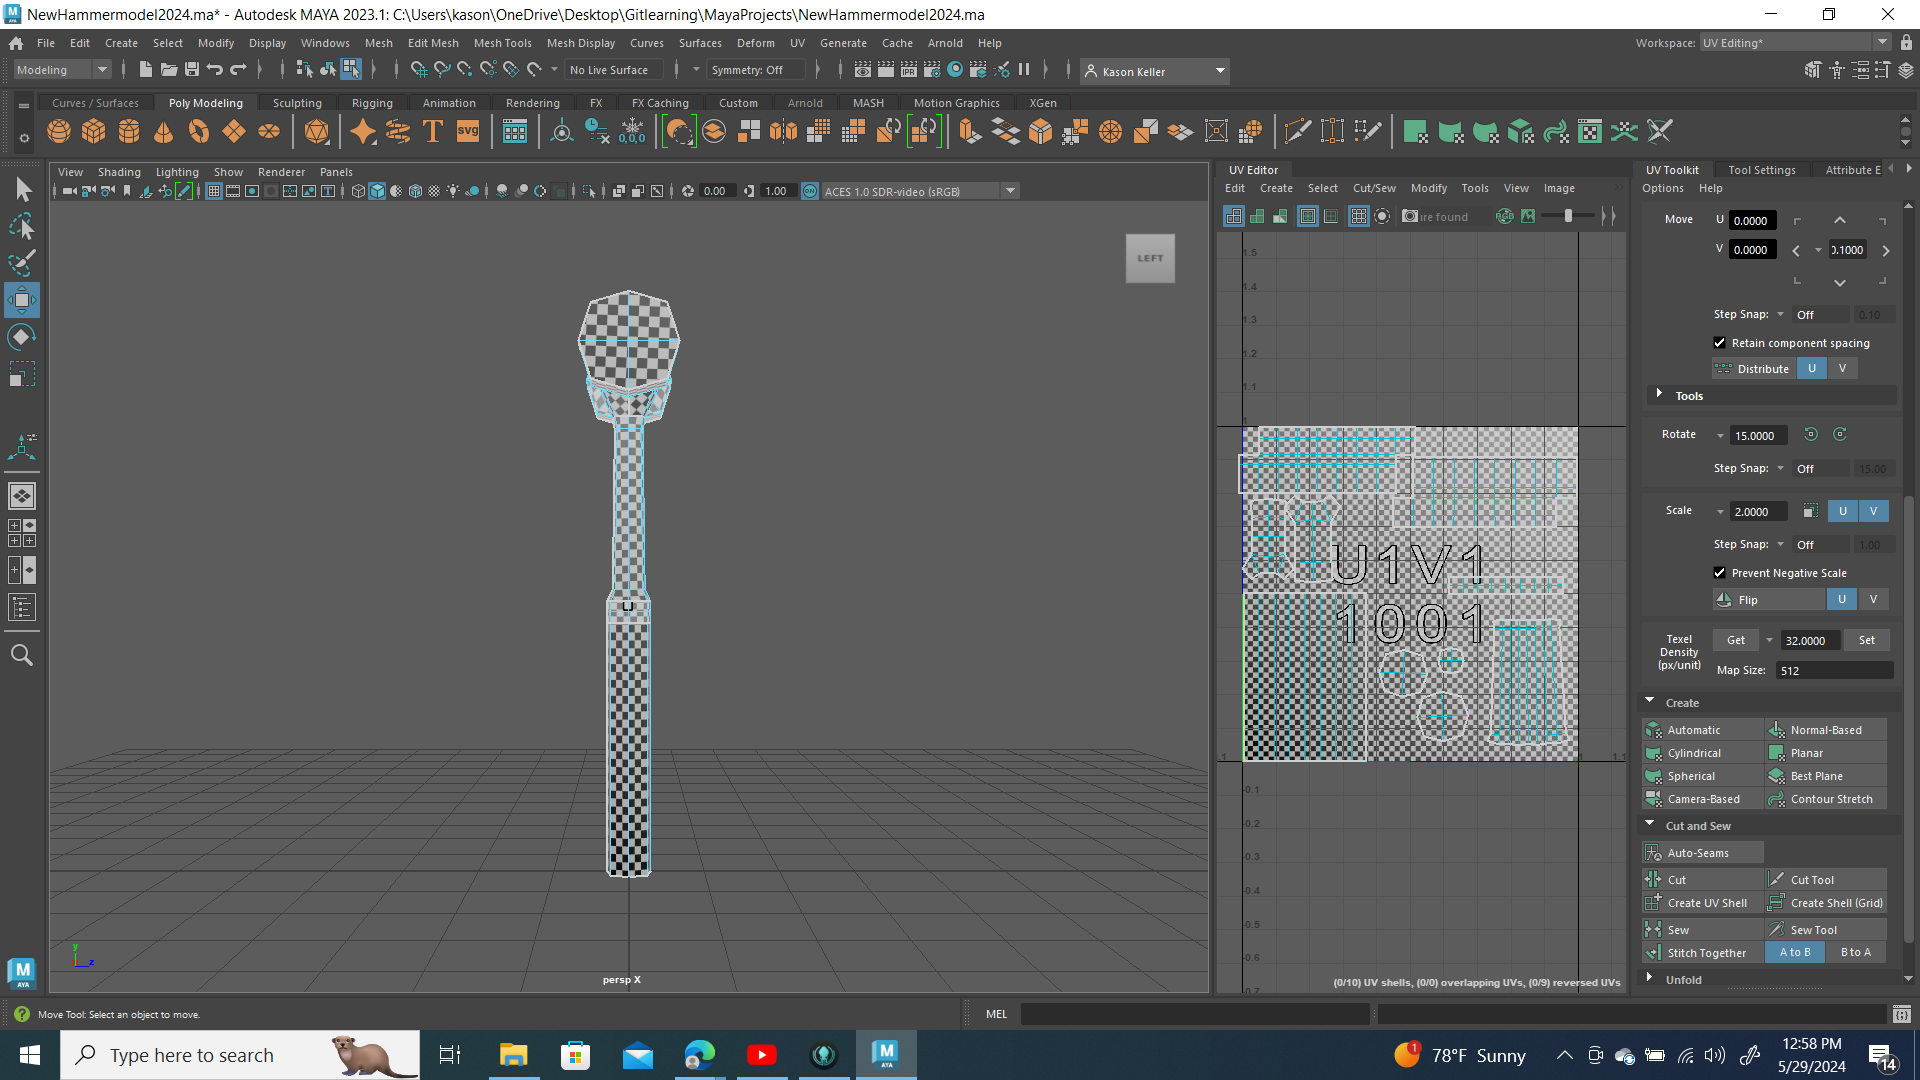 NewHammermodel2024.ma* - Autodesk MAYA 2023.1: C:\Users\kason\OneDrive\Desktop\Gitlearning\MayaProjects\NewHammermodel2024.ma
File Edit Create Select Modify Display Windows Mesh Edit Mesh Mesh Tools Mesh Display Curves Surfaces Deform UV Generate Cache Arnold Help
Workspace: UV Editing*
Modeling
No Live Surface
Symmetry: Off
Kason Keller
Curves / Surfaces Poly Modeling Sculpting Rigging Animation Rendering FX FX Caching Custom Arnold MASH Motion Graphics XGen
View Shading Lighting Show Renderer Panels
0.00 1.00 ACES 1.0 SDR-video (sRGB)
LEFT
persp X
UV Editor
Edit Create Select Cut/Sew Modify Tools View Image
ire found
1.5
1.4
1.3
1.2
1.1
1
U1V1
1001
1.1
-0.1
-0.2
-0.3
-0.4
-0.5
-0.6
(0/10) UV shells, (0/0) overlapping UVs, (0/9) reversed UVs
UV Toolkit Tool Settings Attribute E
Options Help
Move U 0.0000
V 0.0000 0.1000
Step Snap: Off 0.10
Retain component spacing
Distribute U V
Tools
Rotate 15.0000
Step Snap: Off 15.00
Scale 2.0000 U V
Step Snap: Off 1.00
Prevent Negative Scale
Flip U V
Texel Density (px/unit) Get 32.0000 Set
Map Size: 512
Create
Automatic Normal-Based
Cylindrical Planar
Spherical Best Plane
Camera-Based Contour Stretch
Cut and Sew
Auto-Seams
Cut Cut Tool
Create UV Shell Create Shell (Grid)
Sew Sew Tool
Stitch Together A to B B to A
Unfold
Move Tool: Select an object to move.
MEL
Type here to search
78°F Sunny
12:58 PM
5/29/2024
14